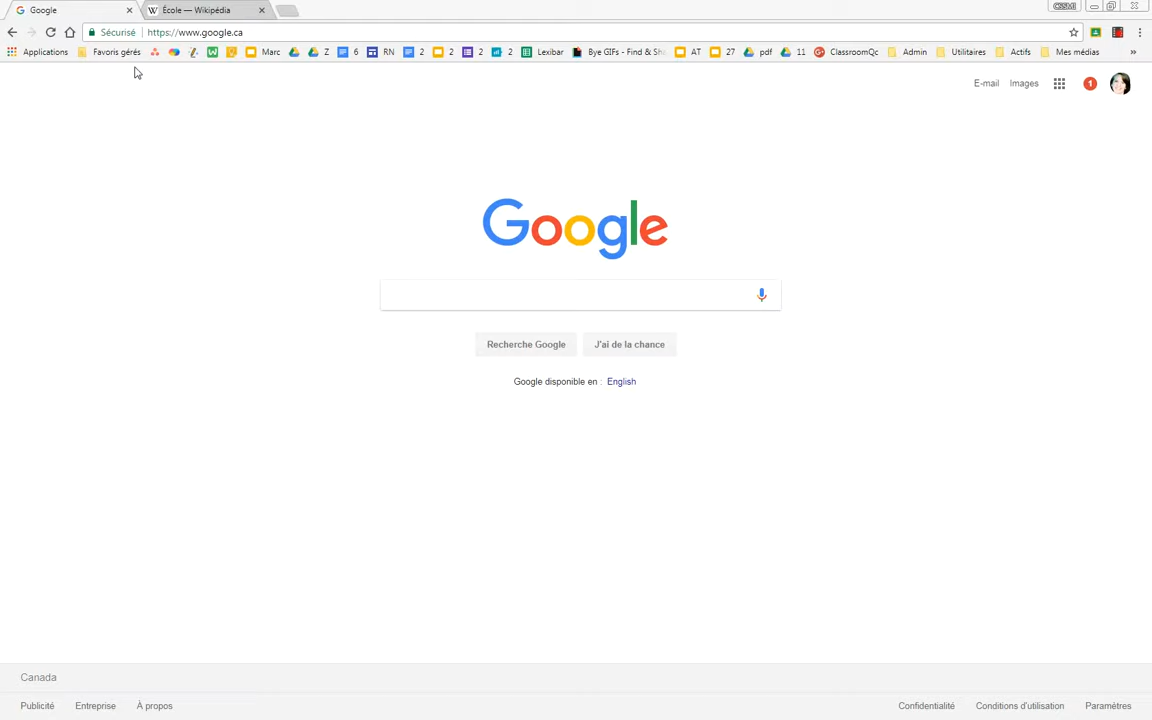 Google École — Wikipédia CSSMI
Sécurisé https://www.google.ca
Applications Favoris gérés Marc Z 6 RN 2 2 2 2 Lexibar Bye GIFs - Find & Sha AT 27 pdf 11 ClassroomQc Admin Utilitaires Actifs Mes médias »
E-mail Images 1
Google
Recherche Google J'ai de la chance
Google disponible en : English
Canada
Publicité Entreprise À propos Confidentialité Conditions d'utilisation Paramètres